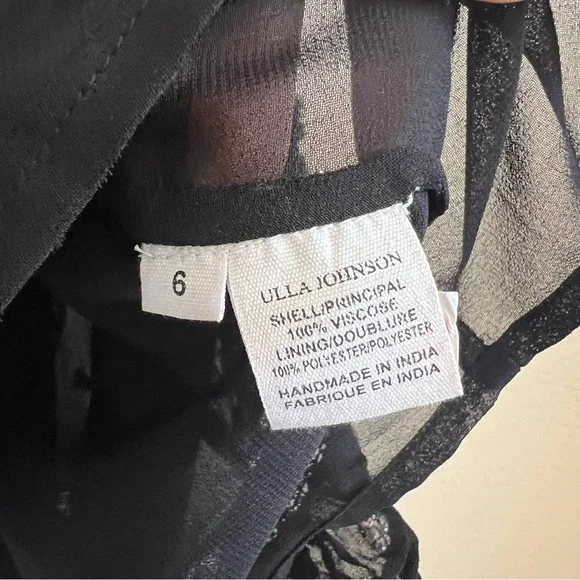 6
ULLA JOHNSON
SHELL/PRINCIPAL
100% VISCOSE
LINING/DOUBLURE
100% POLYESTER/POLYESTER
HANDMADE IN INDIA
FABRIQUE EN INDIA